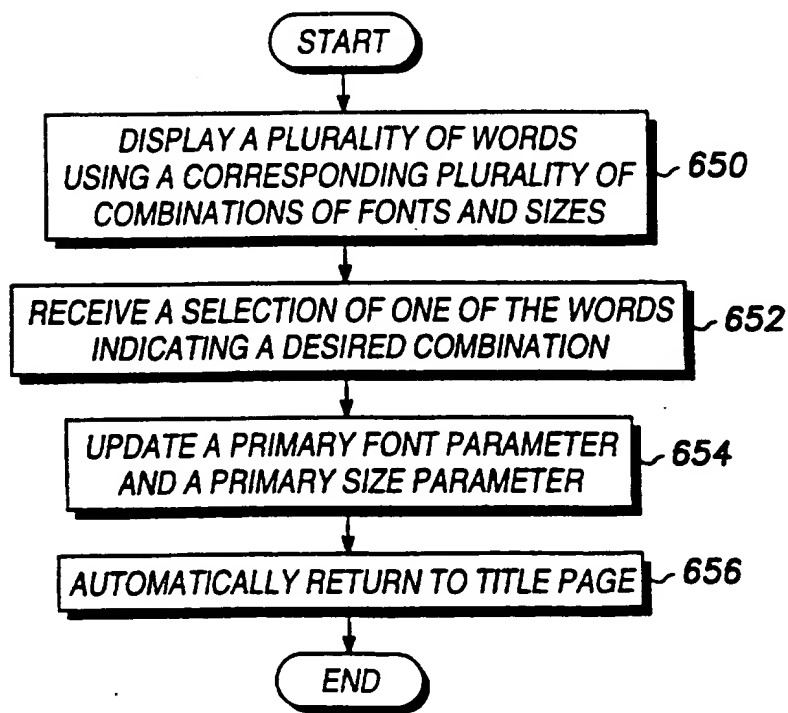 START
DISPLAY A PLURALITY OF WORDS
USING A CORRESPONDING PLURALITY OF
COMBINATIONS OF FONTS AND SIZES
650
RECEIVE A SELECTION OF ONE OF THE WORDS
INDICATING A DESIRED COMBINATION
652
UPDATE A PRIMARY FONT PARAMETER
AND A PRIMARY SIZE PARAMETER
654
AUTOMATICALLY RETURN TO TITLE PAGE
656
END